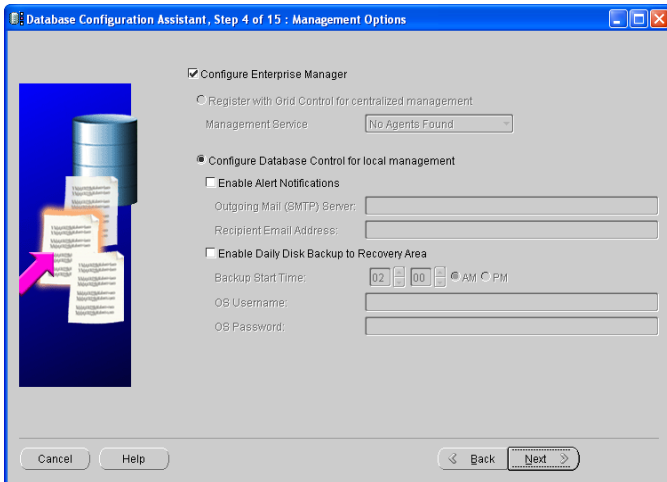 Database Configuration Assistant, Step 4 of 15 : Management Options
Configure Enterprise Manager
Register with Grid Control for centralized management
Management Service No Agents Found
Configure Database Control for local management
Enable Alert Notifications
Outgoing Mail (SMTP) Server:
Recipient Email Address:
Enable Daily Disk Backup to Recovery Area
Backup Start Time: 02 00 AM PM
OS Username:
OS Password:
Cancel Help Back Next